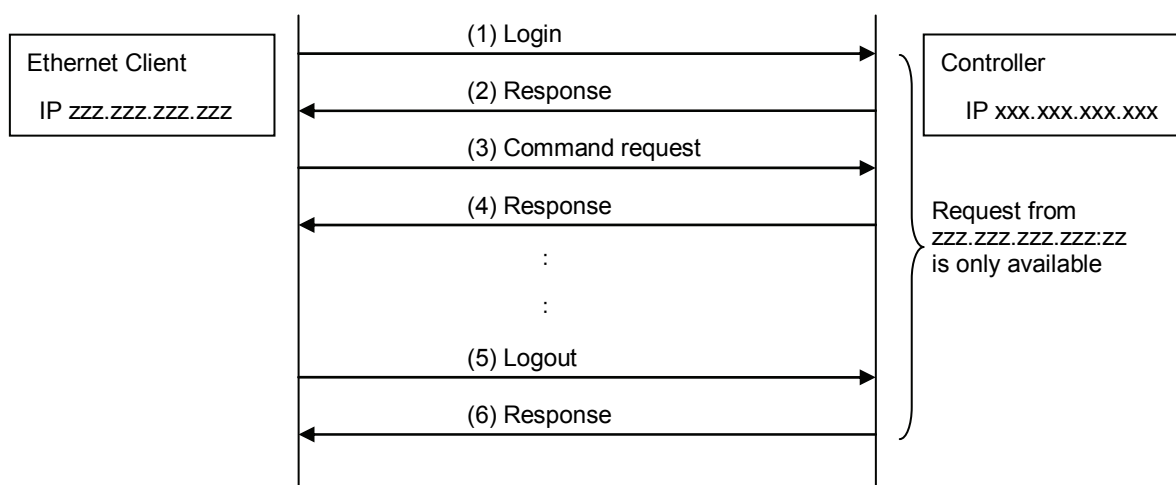 Ethernet Client
IP zzz.zzz.zzz.zzz
(1) Login
(2) Response
(3) Command request
(4) Response
:
:
(5) Logout
(6) Response
Controller
IP xxx.xxx.xxx.xxx
Request from
zzz.zzz.zzz.zzz:zz
is only available